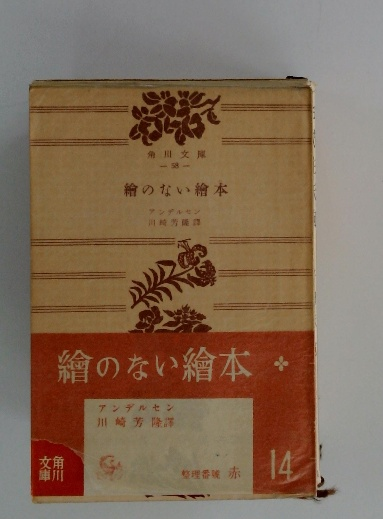 角川文庫
繪のない繪本
アンデルセン
川崎芳隆譯
繪のない繪本
アンデルセン
川崎芳隆譯
角川
文庫
整理番號 赤 14